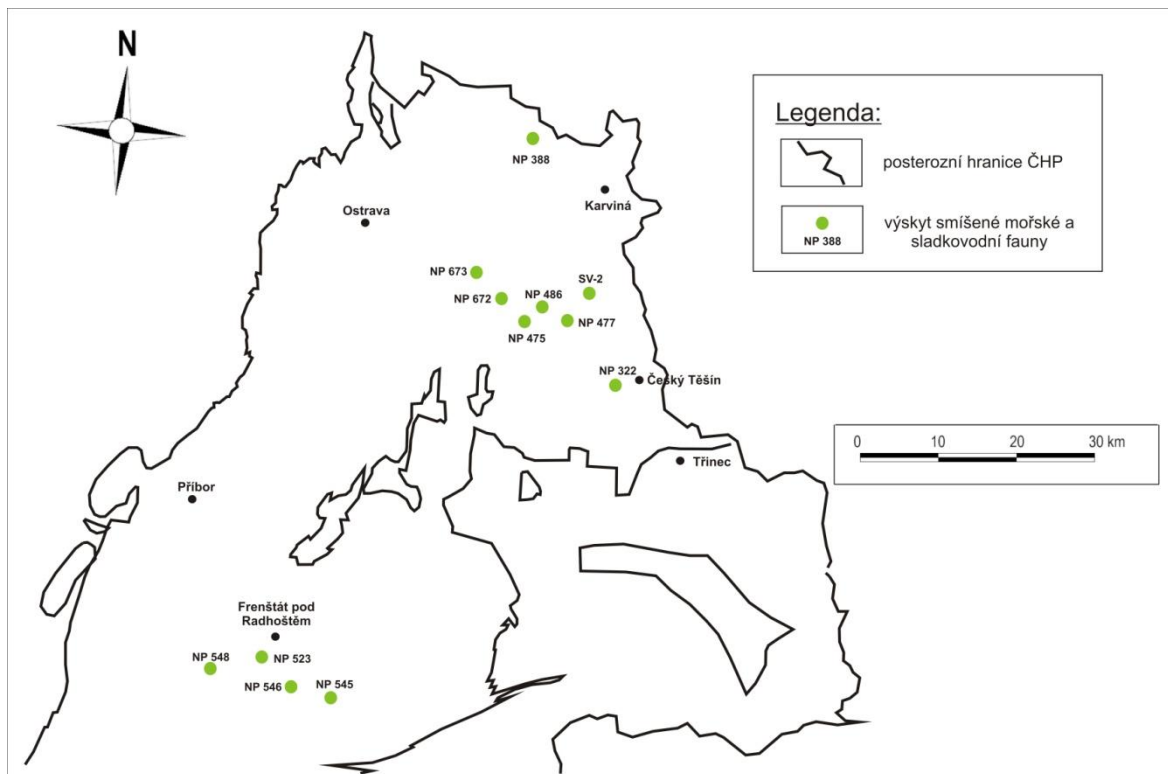 N
Legenda:
posterozní hranice ČHP
NP 388
výskyt smíšené mořské a
sladkovodní fauny
NP 388
Karviná
Ostrava
NP 673
NP 672
NP 486
SV-2
NP 475
NP 477
NP 322
Český Těšín
Třinec
0 10 20 30 km
Příbor
Frenštát pod
Radhoštěm
NP 548
NP 523
NP 546
NP 545